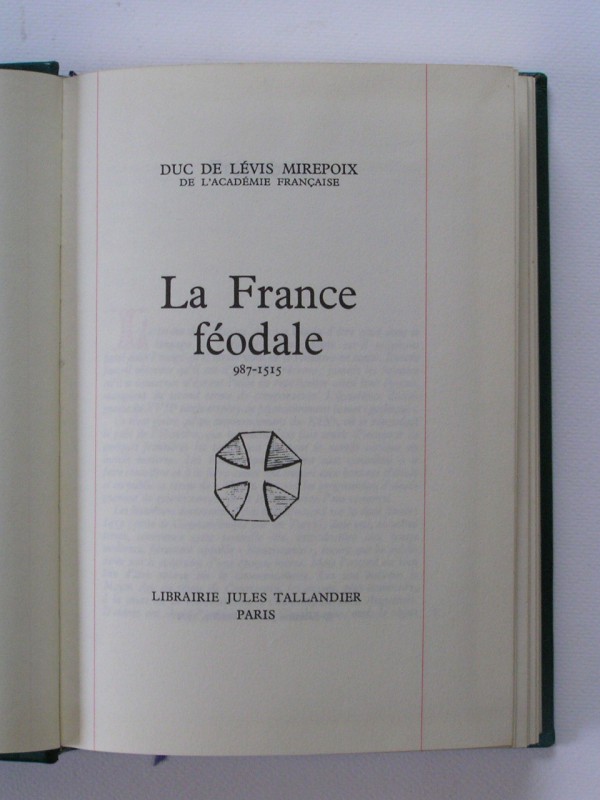 DUC DE LÉVIS MIREPOIX
DE L'ACADÉMIE FRANÇAISE
La France
féodale
987-1515
LIBRAIRIE JULES TALLANDIER
PARIS